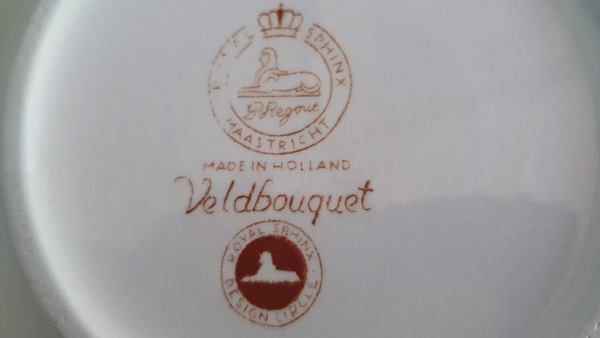 ROYAL SPHINX
P. Regout
MAASTRICHT
MADE IN HOLLAND
Veldbouquet
ROYAL SPHINX
DESIGN CIRCLE